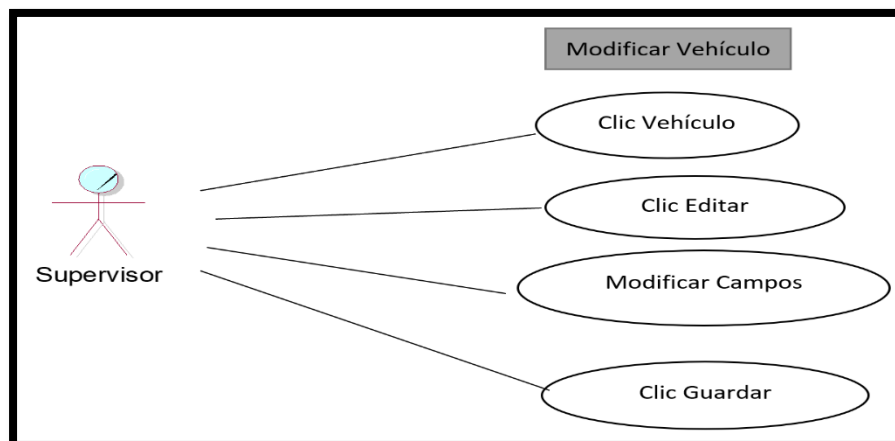 Modificar Vehículo
Clic Vehículo
Clic Editar
Modificar Campos
Supervisor
Clic Guardar